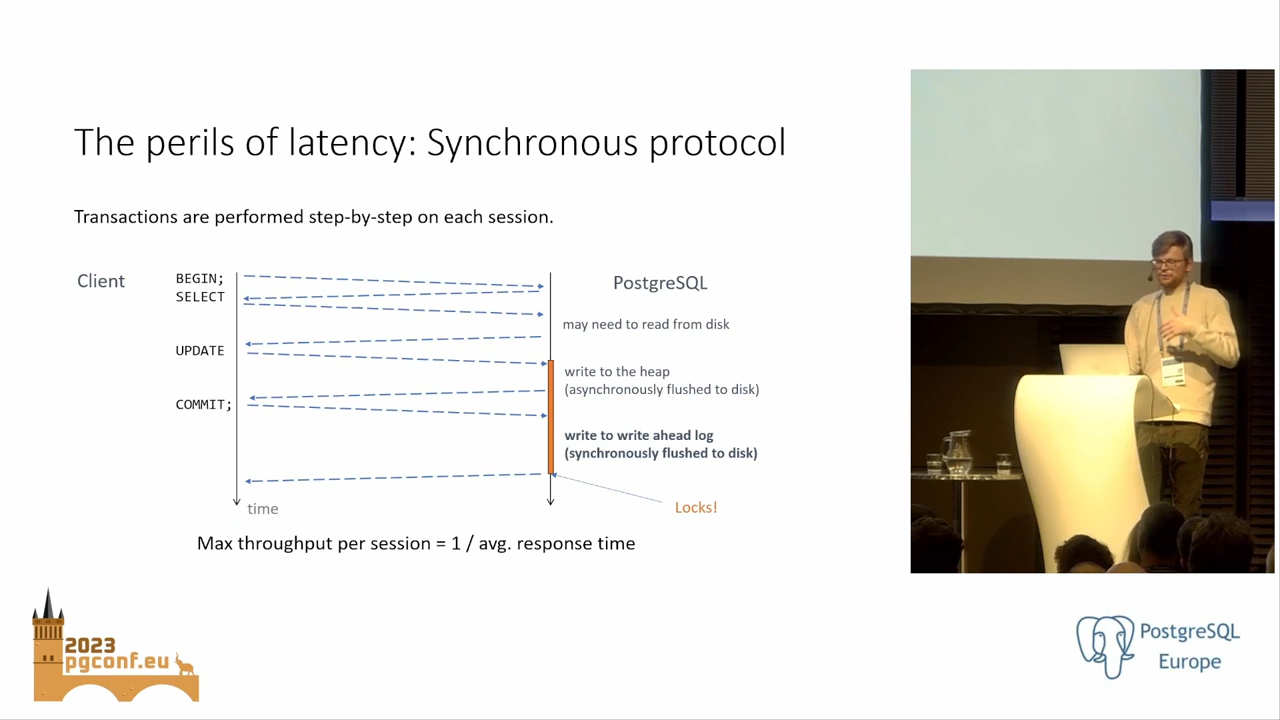 The perils of latency: Synchronous protocol
Transactions are performed step-by-step on each session.
Client
BEGIN;
SELECT
UPDATE
COMMIT;
PostgreSQL
may need to read from disk
write to the heap
(asynchronously flushed to disk)
write to write ahead log
(synchronously flushed to disk)
Locks!
time
Max throughput per session = 1 / avg. response time
2023
pgconf.eu
PostgreSQL
Europe